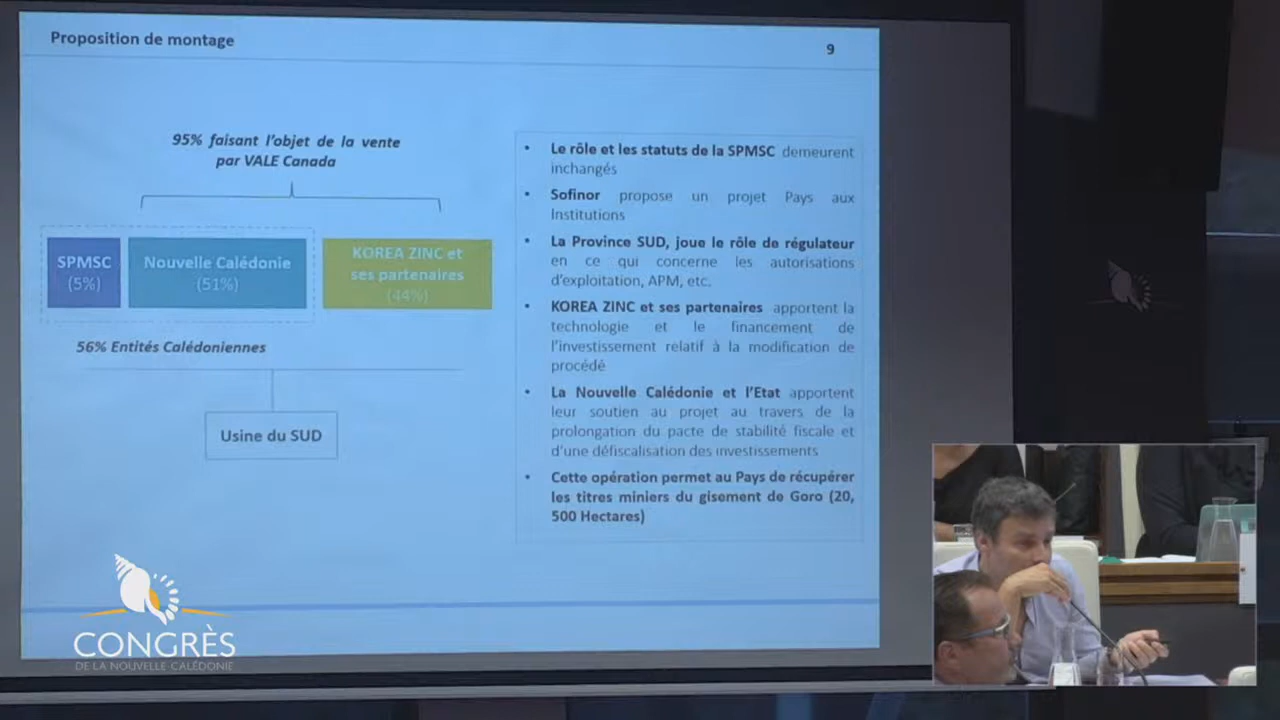 Proposition de montage
9
95% faisant l'objet de la vente
par VALE Canada
SPMSC
(5%)
Nouvelle Calédonie
(51%)
KOREA ZINC et
ses partenaires
(44%)
56% Entités Calédoniennes
Usine du SUD
• Le rôle et les statuts de la SPMSC demeurent
inchangés
• Sofinor propose un projet Pays aux
Institutions
• La Province SUD, joue le rôle de régulateur
en ce qui concerne les autorisations
d'exploitation, APM, etc.
• KOREA ZINC et ses partenaires apportent la
technologie et le financement de
l'investissement relatif à la modification de
procédé
• La Nouvelle Calédonie et l'Etat apportent
leur soutien au projet au travers de la
prolongation du pacte de stabilité fiscale et
d'une défiscalisation des investissements
• Cette opération permet au Pays de récupérer
les titres miniers du gisement de Goro (20,
500 Hectares)
CONGRÈS
DE LA NOUVELLE CALÉDONIE